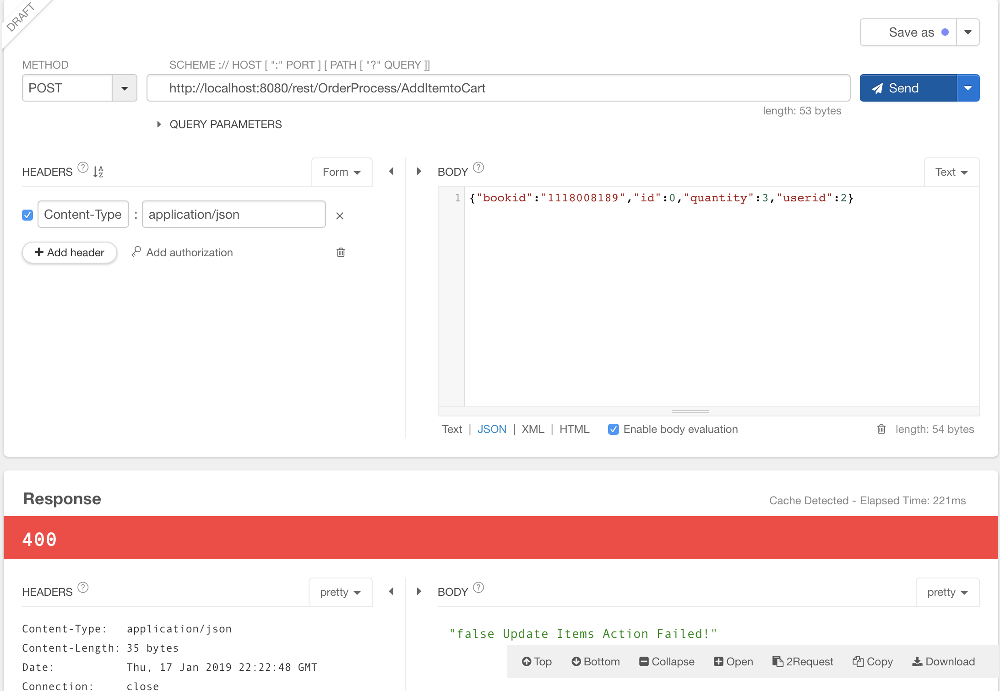 DRAFT
Save as
METHOD
SCHEME :// HOST [ ":" PORT ] [ PATH [ "?" QUERY ]]
POST
http://localhost:8080/rest/OrderProcess/AddItemtoCart
Send
length: 53 bytes
QUERY PARAMETERS
HEADERS ? AZ
Form
BODY ?
Text
1 {"bookid":"1118008189","id":0,"quantity":3,"userid":2}
Content-Type : application/json ×
+ Add header
Add authorization
Text | JSON | XML | HTML
Enable body evaluation
length: 54 bytes
Response
Cache Detected - Elapsed Time: 221ms
400
HEADERS ?
pretty
BODY ?
pretty
Content-Type: application/json
Content-Length: 35 bytes
Date: Thu, 17 Jan 2019 22:22:48 GMT
Connection: close
"false Update Items Action Failed!"
Top Bottom Collapse Open 2Request Copy Download